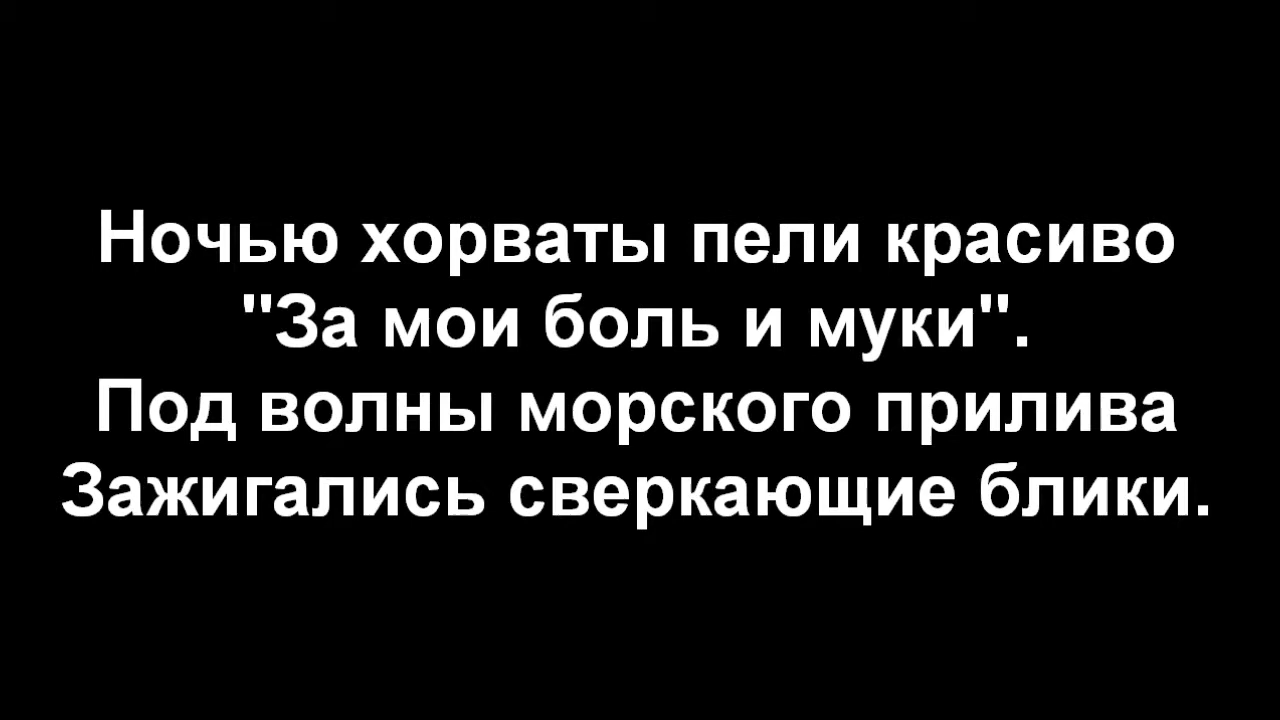 Ночью хорваты пели красиво
"За мои боль и муки".
Под волны морского прилива
Зажигались сверкающие блики.